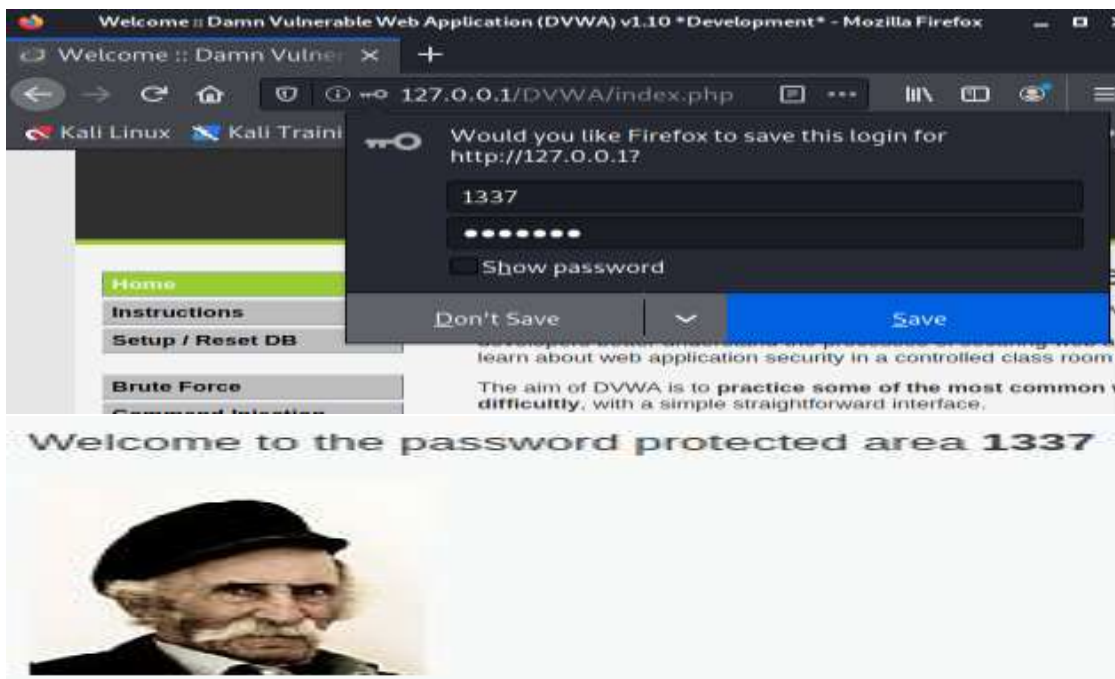 Welcome :: Damn Vulnerable Web Application (DVWA) v1.10 *Development* - Mozilla Firefox
Welcome :: Damn Vulner
127.0.0.1/DVWA/index.php
Kali Linux Kali Traini
Would you like Firefox to save this login for
http://127.0.0.1?
1337
•••••••
Show password
Don't Save
Save
Home
Instructions
Setup / Reset DB
Brute Force
learn about web application security in a controlled class room
The aim of DVWA is to practice some of the most common
difficultly, with a simple straightforward interface.
Welcome to the password protected area 1337